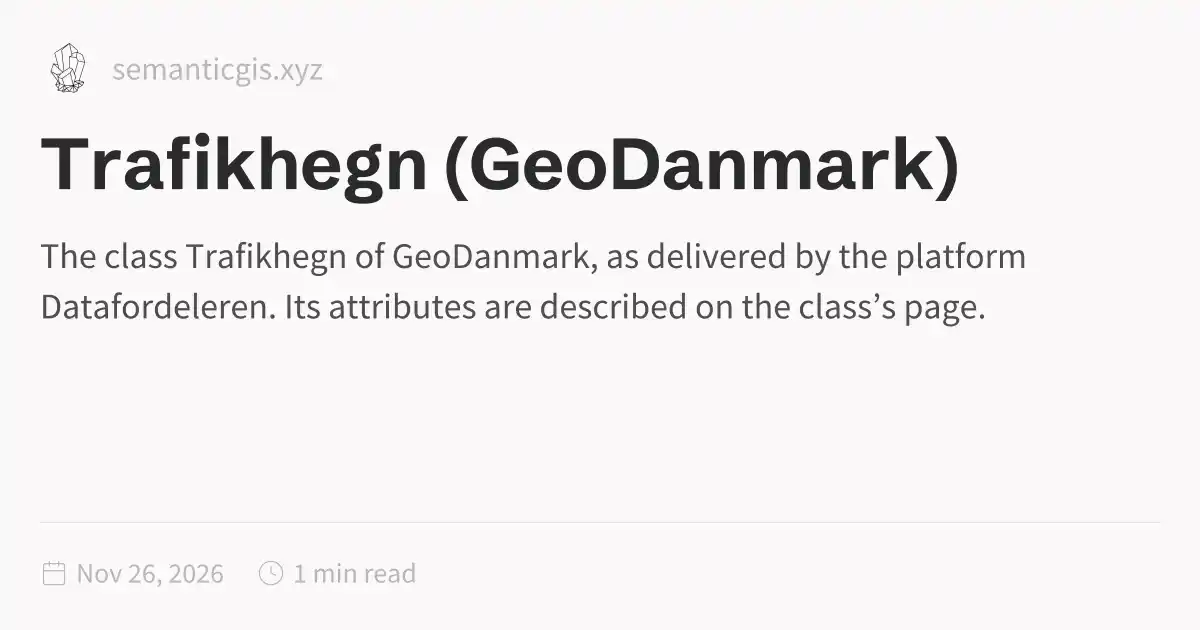 semanticgis.xyz
Trafikhegn (GeoDanmark)
The class Trafikhegn of GeoDanmark, as delivered by the platform
Datafordeleren. Its attributes are described on the class’s page.
Nov 26, 2026 1 min read